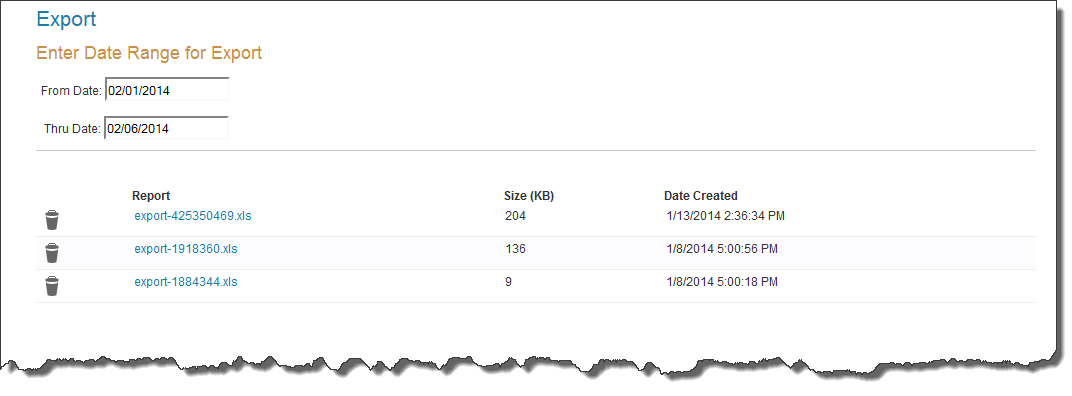 Export
Enter Date Range for Export
From Date: 02/01/2014
Thru Date: 02/06/2014
Report Size (KB) Date Created
export-425350469.xls 204 1/13/2014 2:36:34 PM
export-1918360.xls 136 1/8/2014 5:00:56 PM
export-1884344.xls 9 1/8/2014 5:00:18 PM